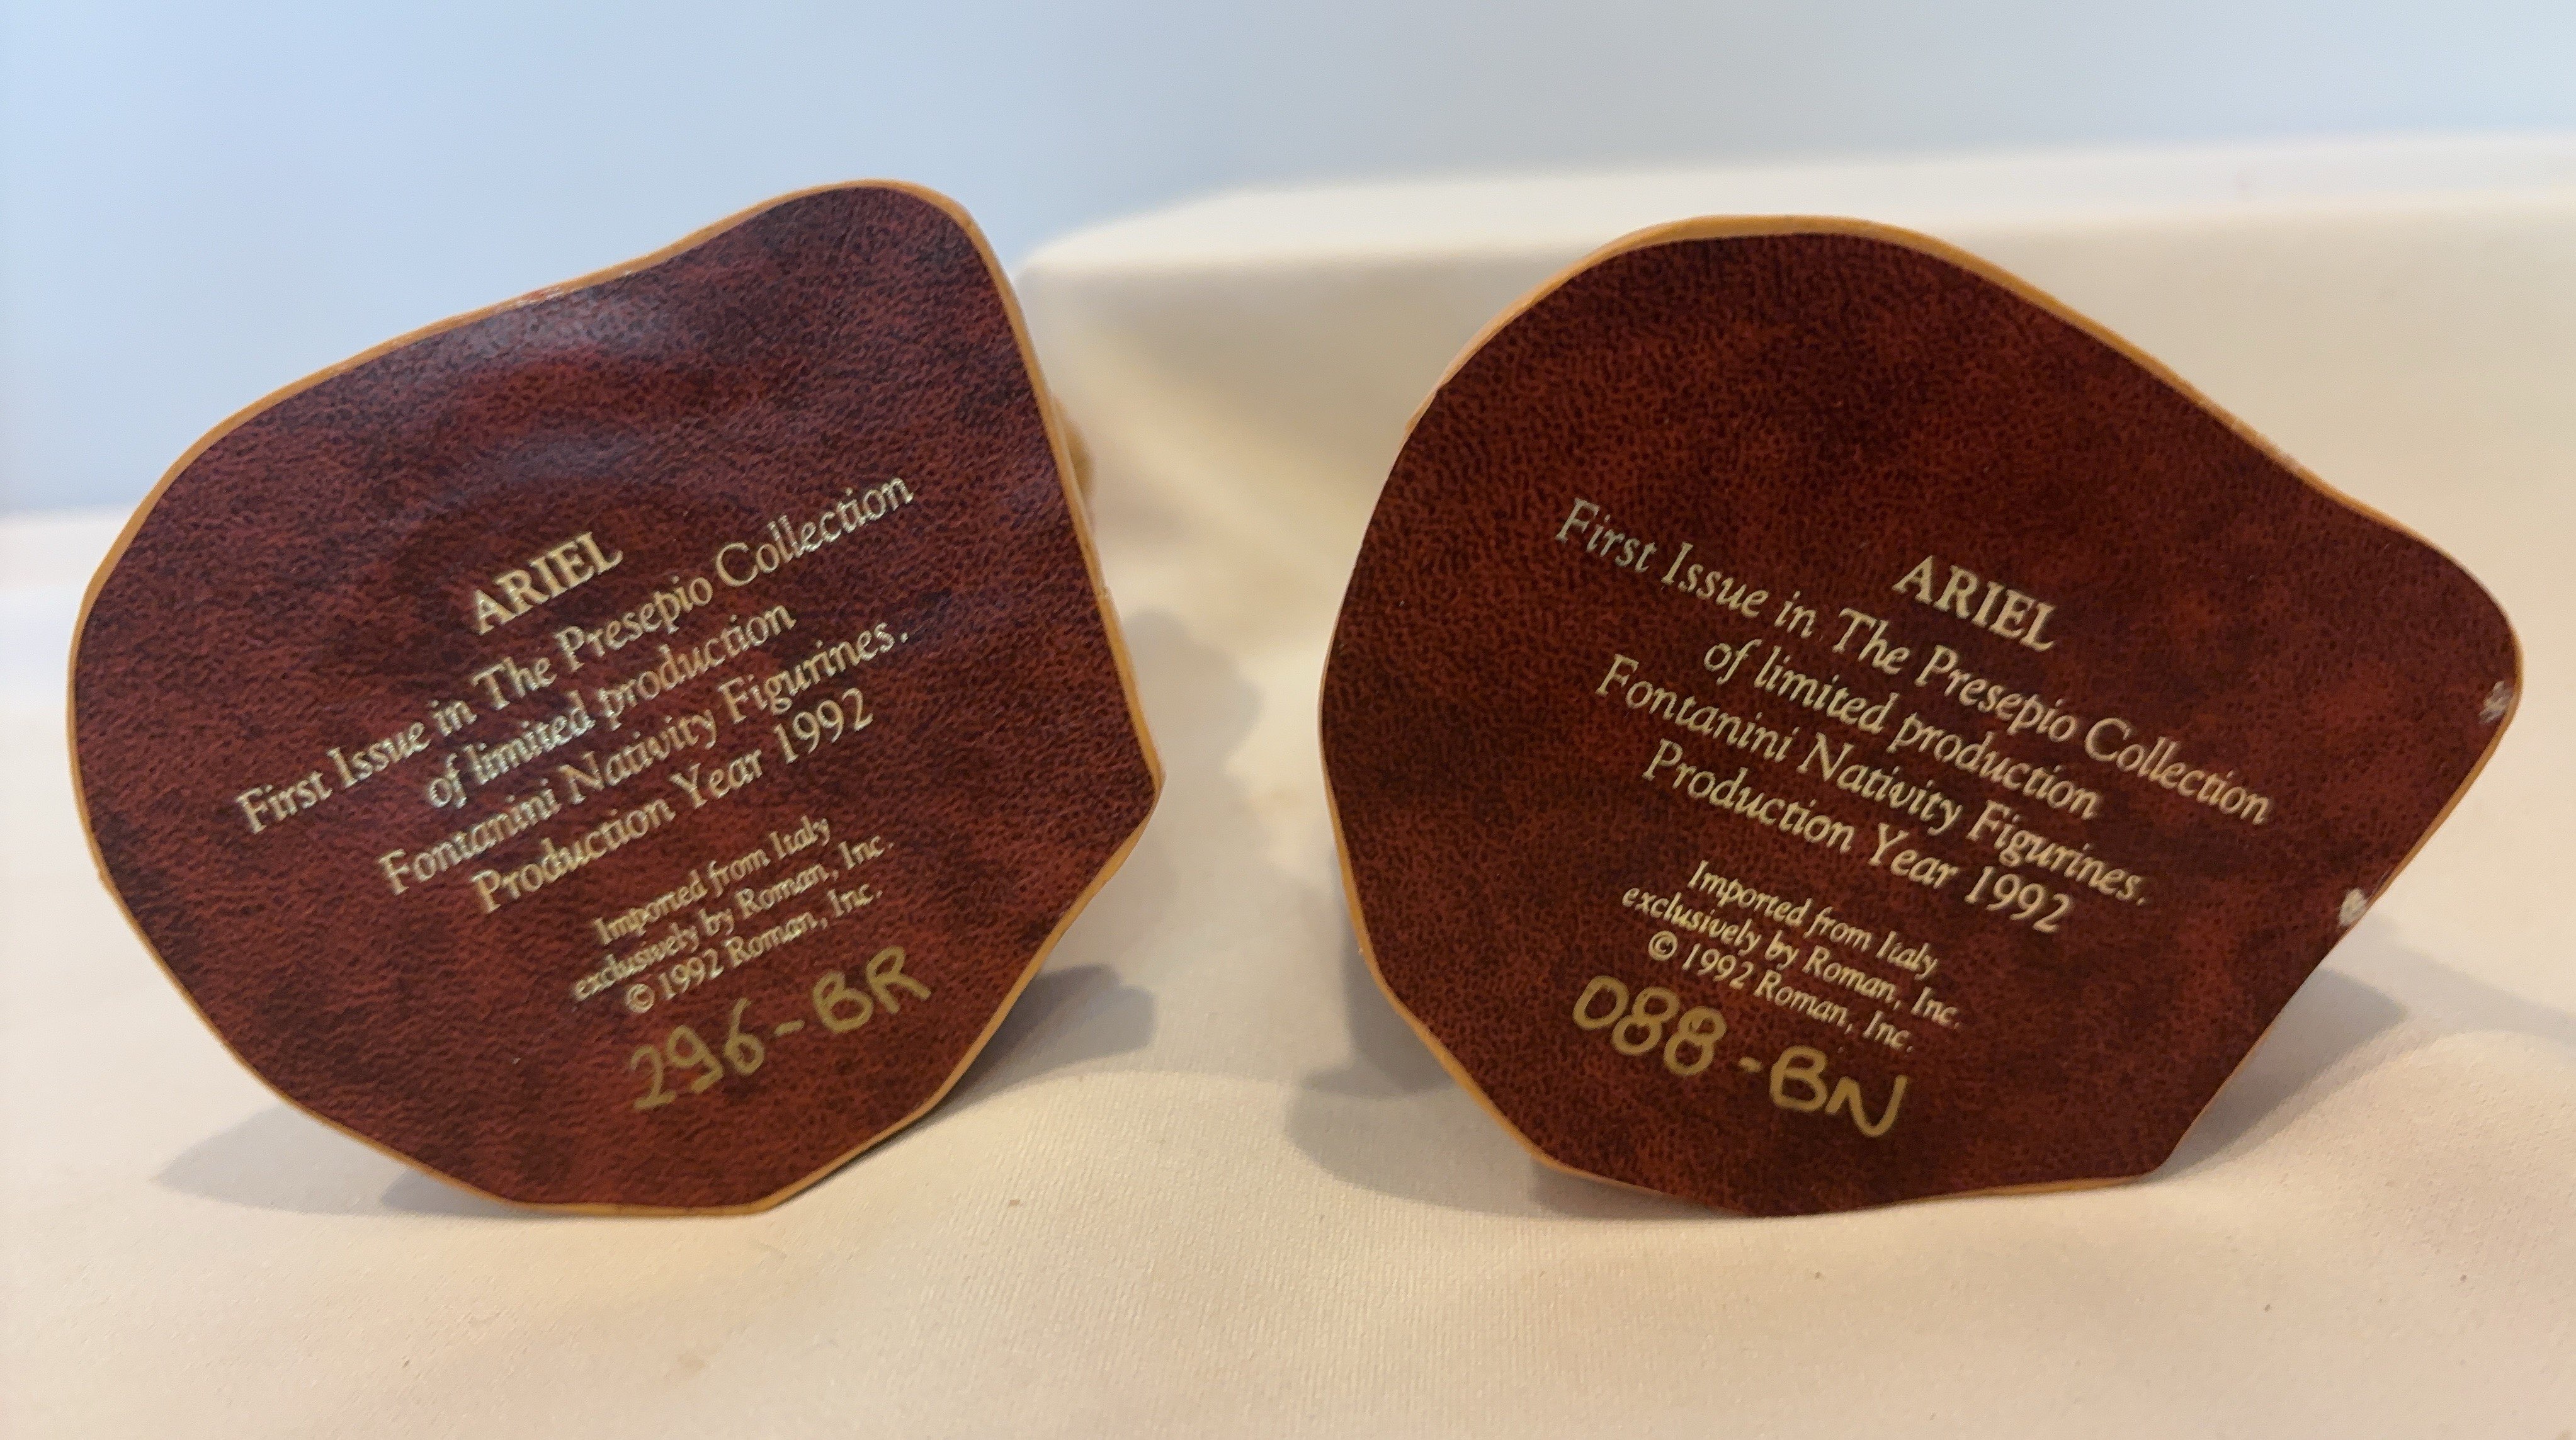 ARIEL
First Issue in The Presepio Collection
of limited production
Fontanini Nativity Figurines.
Production Year 1992
Imported from Italy
exclusively by Roman, Inc.
© 1992 Roman, Inc.
296-BR
ARIEL
First Issue in The Presepio Collection
of limited production
Fontanini Nativity Figurines.
Production Year 1992
Imported from Italy
exclusively by Roman, Inc.
© 1992 Roman, Inc.
088-BN